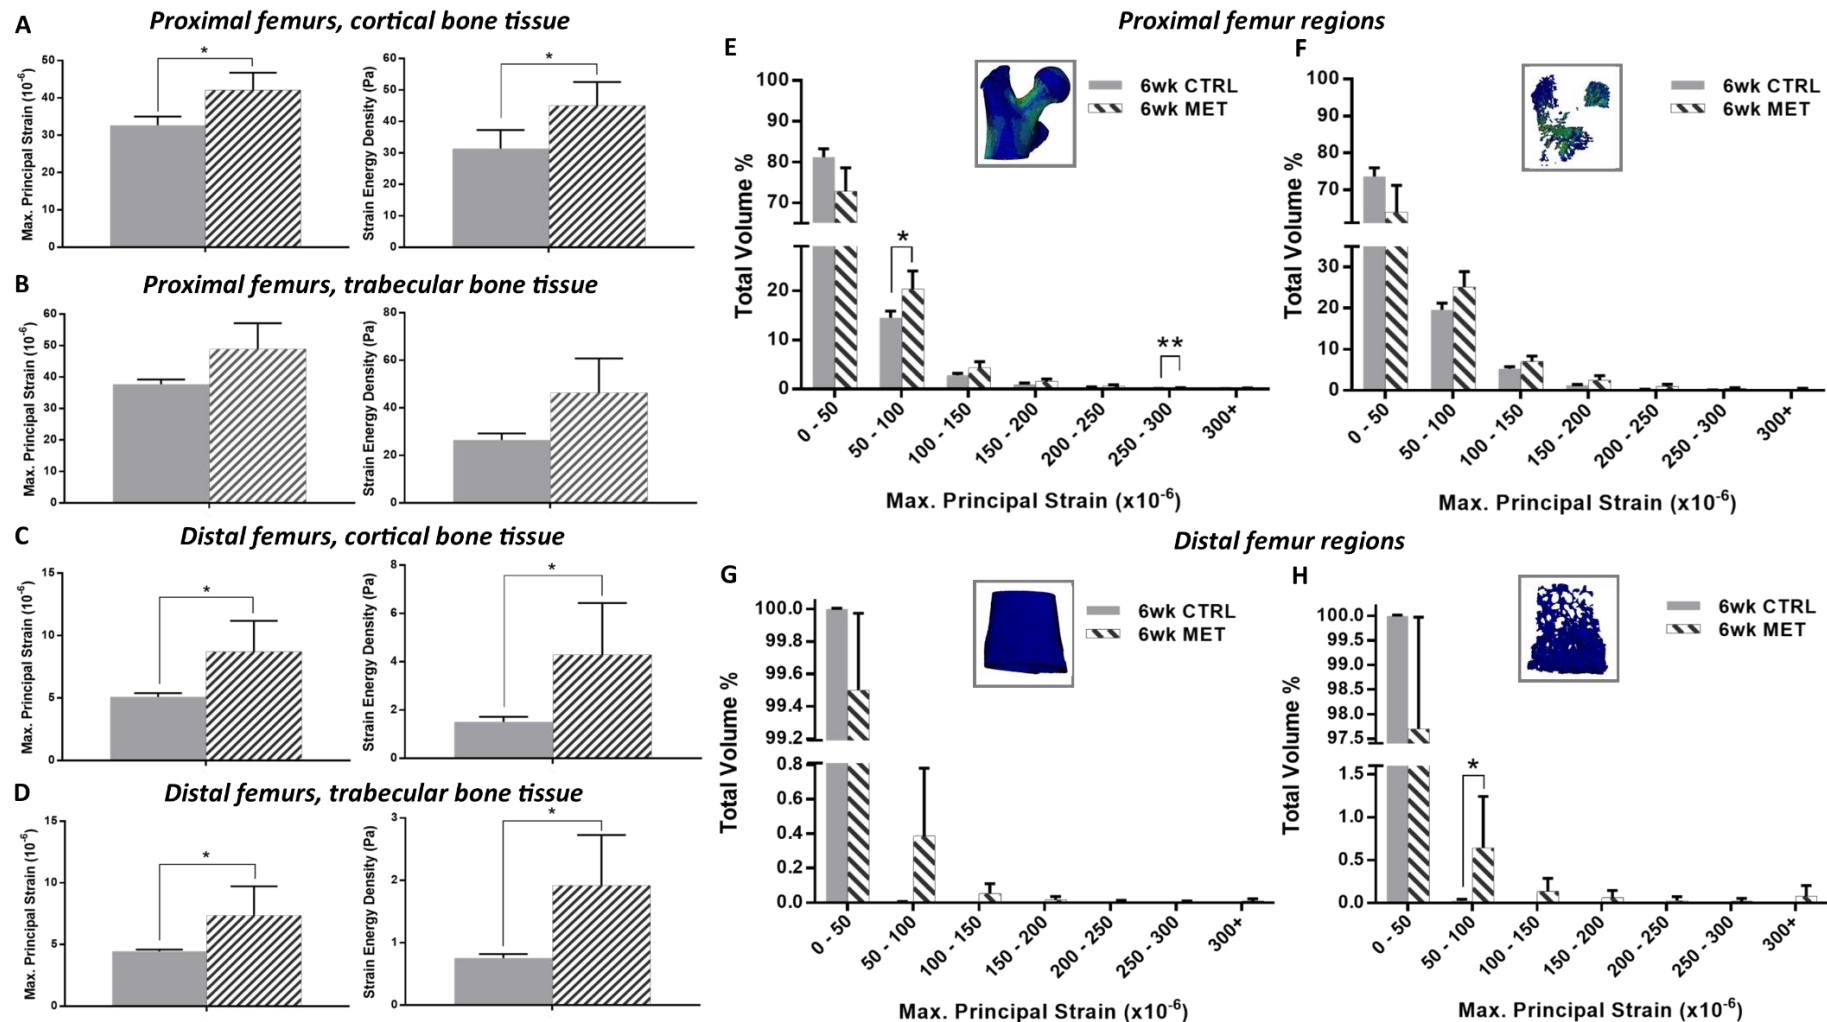 A
Proximal femurs, cortical bone tissue
Max. Principal Strain (10-6)
50
40
30
20
10
0
*
Strain Energy Density (Pa)
60
50
40
30
20
10
0
*
B
Proximal femurs, trabecular bone tissue
Max. Principal Strain (10-6)
60
50
40
30
20
10
0
Strain Energy Density (Pa)
80
60
40
20
0
C
Distal femurs, cortical bone tissue
Max. Principal Strain (10-6)
15
10
5
0
*
Strain Energy Density (Pa)
8
6
4
2
0
*
D
Distal femurs, trabecular bone tissue
Max. Principal Strain (10-6)
15
10
5
0
*
Strain Energy Density (Pa)
3
2
1
0
*
Proximal femur regions
E
Total Volume %
100
90
80
70
20
10
0
6wk CTRL
6wk MET
*
**
0 - 50
50 - 100
100 - 150
150 - 200
200 - 250
250 - 300
300+
Max. Principal Strain (x10-6)
F
Total Volume %
100
90
80
70
30
20
10
0
6wk CTRL
6wk MET
0 - 50
50 - 100
100 - 150
150 - 200
200 - 250
250 - 300
300+
Max. Principal Strain (x10-6)
Distal femur regions
G
Total Volume %
100.0
99.8
99.6
99.4
99.2
0.8
0.6
0.4
0.2
0.0
6wk CTRL
6wk MET
0 - 50
50 - 100
100 - 150
150 - 200
200 - 250
250 - 300
300+
Max. Principal Strain (x10-6)
H
Total Volume %
100.0
99.5
99.0
98.5
98.0
97.5
1.5
1.0
0.5
0.0
6wk CTRL
6wk MET
*
0 - 50
50 - 100
100 - 150
150 - 200
200 - 250
250 - 300
300+
Max. Principal Strain (x10-6)